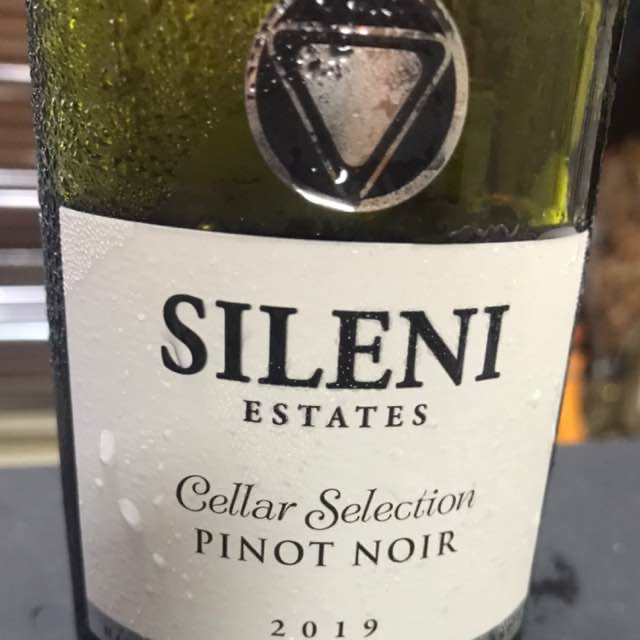 SILENI
ESTATES
Cellar Selection
PINOT NOIR
2019